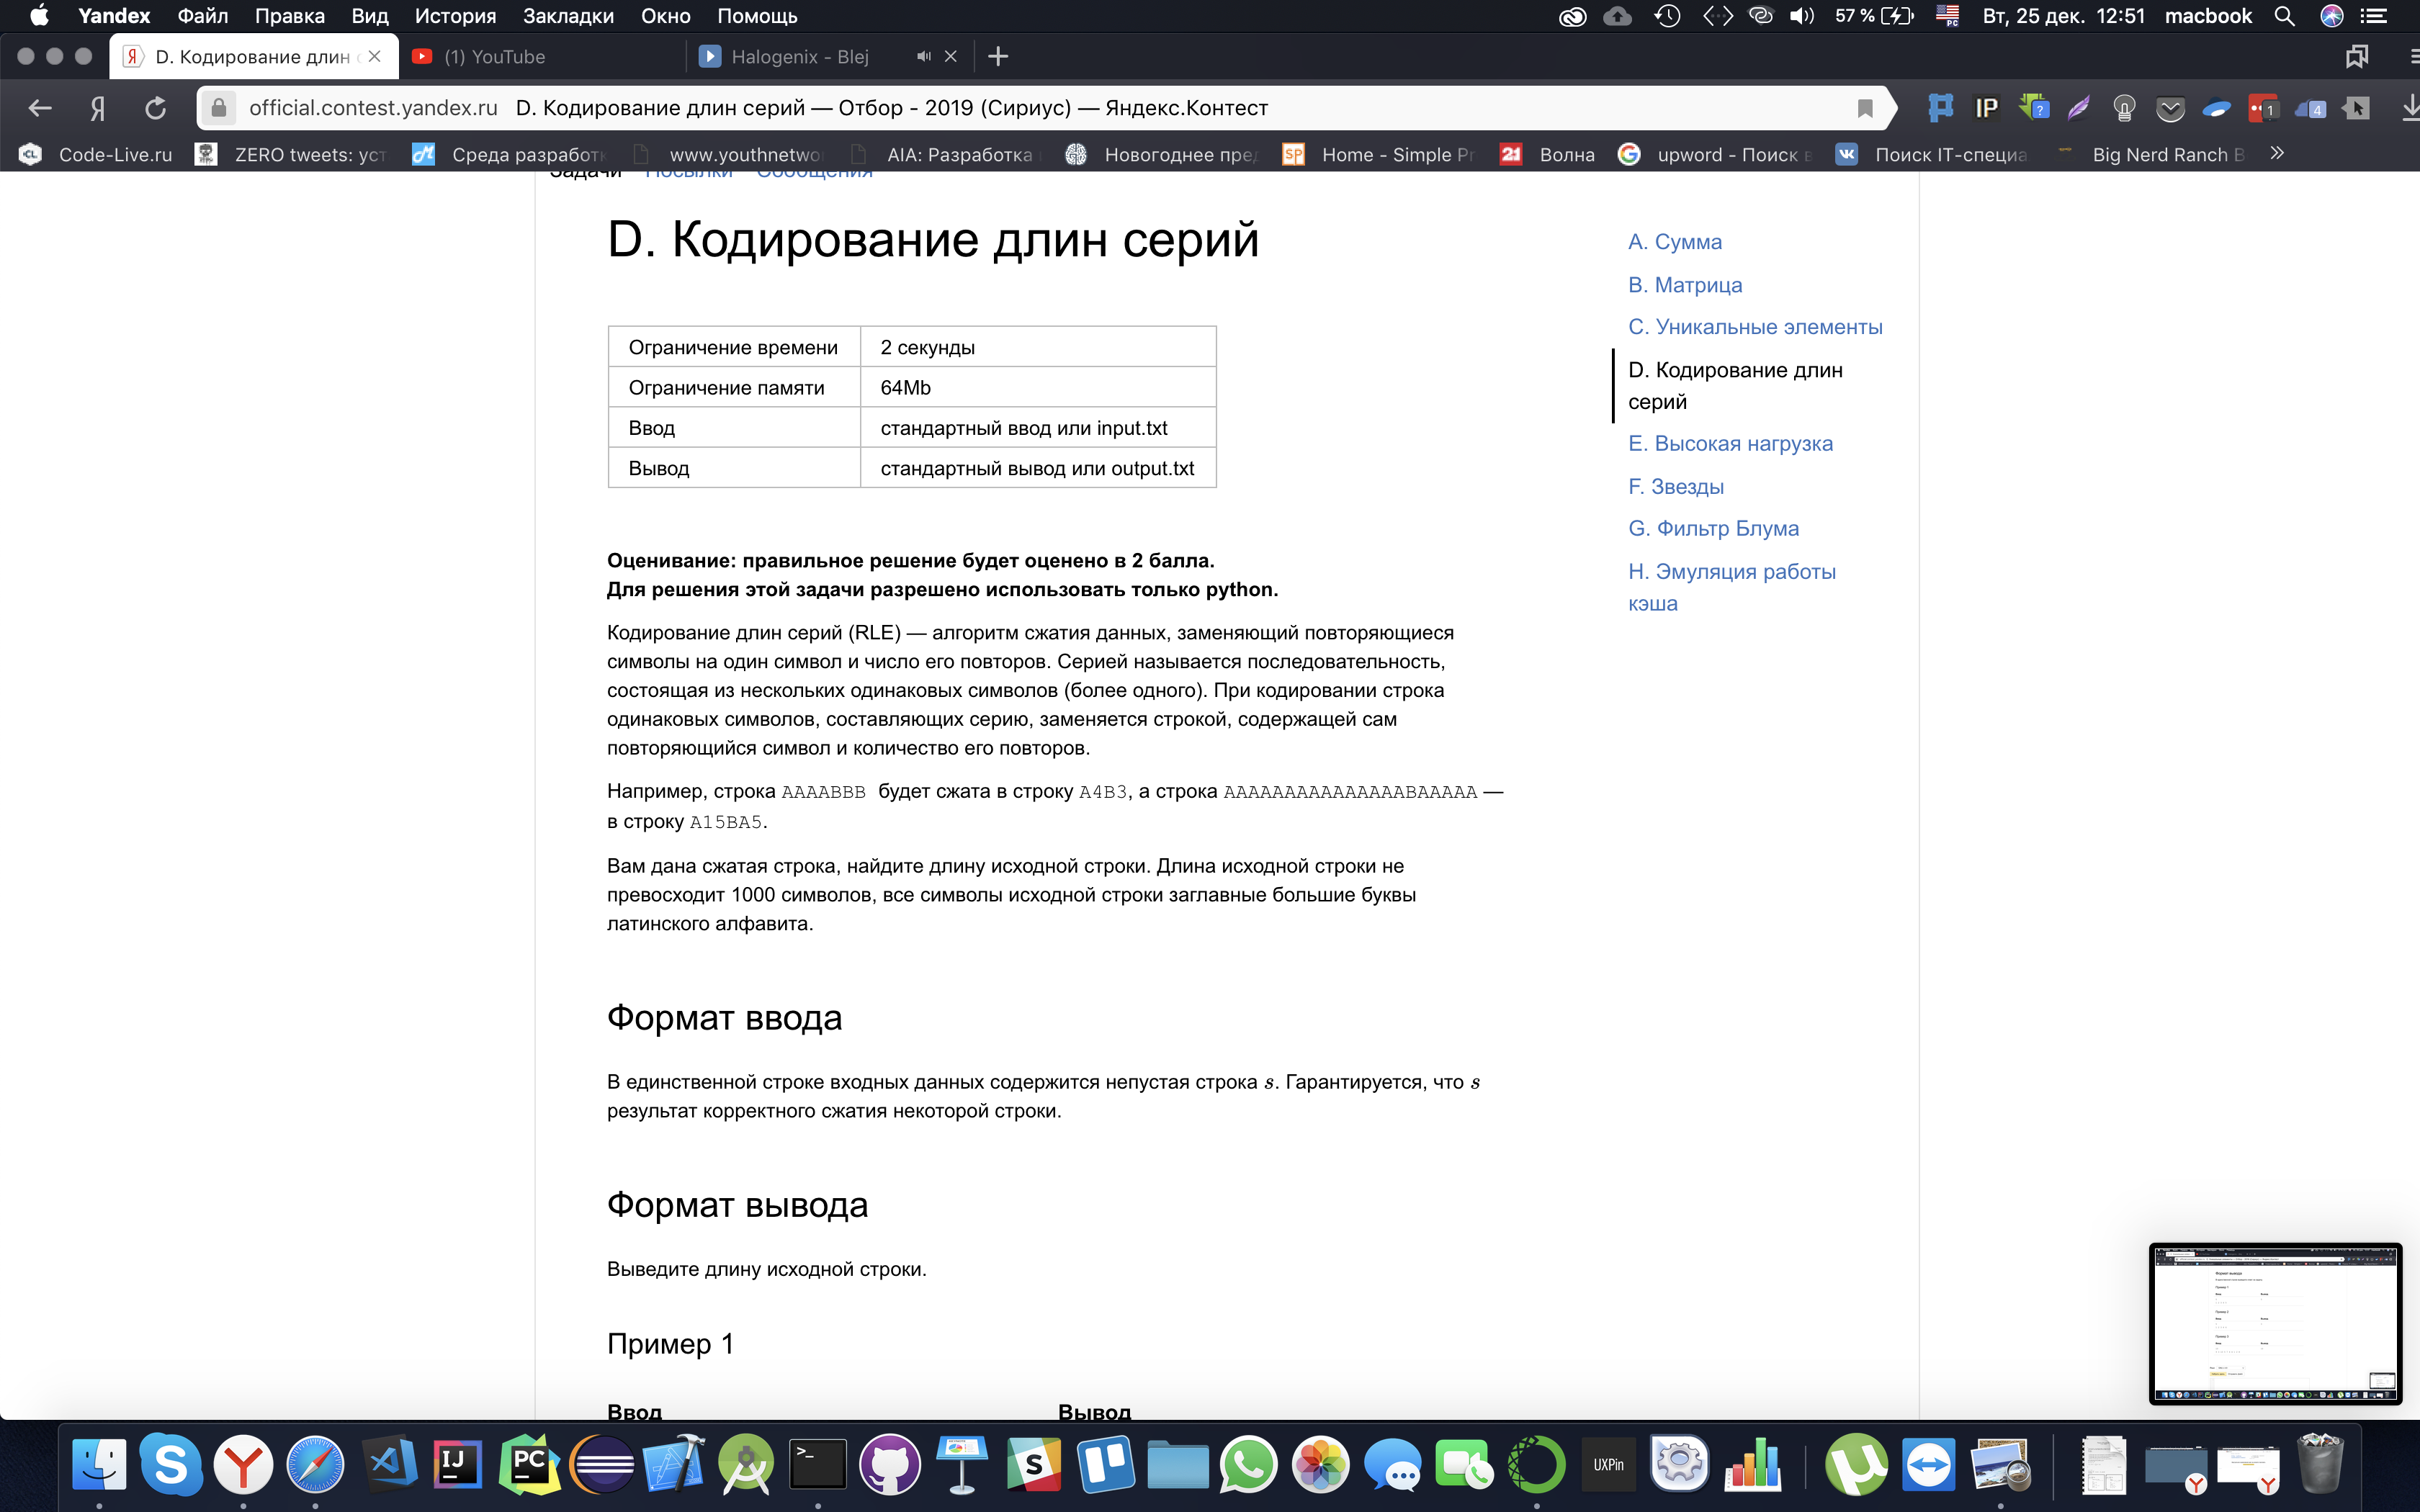 Yandex Файл Правка Вид История Закладки Окно Помощь 57 % Вт, 25 дек. 12:51 macbook
D. Кодирование длин с (1) YouTube Halogenix - Blej
official.contest.yandex.ru D. Кодирование длин серий — Отбор - 2019 (Сириус) — Яндекс.Контест
Code-Live.ru ZERO tweets: уст Среда разработк www.youthnetwo AIA: Разработка Новогоднее пред Home - Simple Pr Волна upword - Поиск в Поиск IT-специа Big Nerd Ranch B
Задачи Посылки Сообщения
D. Кодирование длин серий
Ограничение времени 2 секунды
Ограничение памяти 64Mb
Ввод стандартный ввод или input.txt
Вывод стандартный вывод или output.txt
Оценивание: правильное решение будет оценено в 2 балла.
Для решения этой задачи разрешено использовать только python.
Кодирование длин серий (RLE) — алгоритм сжатия данных, заменяющий повторяющиеся
символы на один символ и число его повторов. Серией называется последовательность,
состоящая из нескольких одинаковых символов (более одного). При кодировании строка
одинаковых символов, составляющих серию, заменяется строкой, содержащей сам
повторяющийся символ и количество его повторов.
Например, строка AAAABBB будет сжата в строку A4B3, а строка AAAAAAAAAAAAAAABAAAAA —
в строку A15BA5.
Вам дана сжатая строка, найдите длину исходной строки. Длина исходной строки не
превосходит 1000 символов, все символы исходной строки заглавные большие буквы
латинского алфавита.
Формат ввода
В единственной строке входных данных содержится непустая строка s. Гарантируется, что s
результат корректного сжатия некоторой строки.
Формат вывода
Выведите длину исходной строки.
Пример 1
Ввод Вывод
A. Сумма
B. Матрица
C. Уникальные элементы
D. Кодирование длин
серий
E. Высокая нагрузка
F. Звезды
G. Фильтр Блума
H. Эмуляция работы
кэша
UXPin